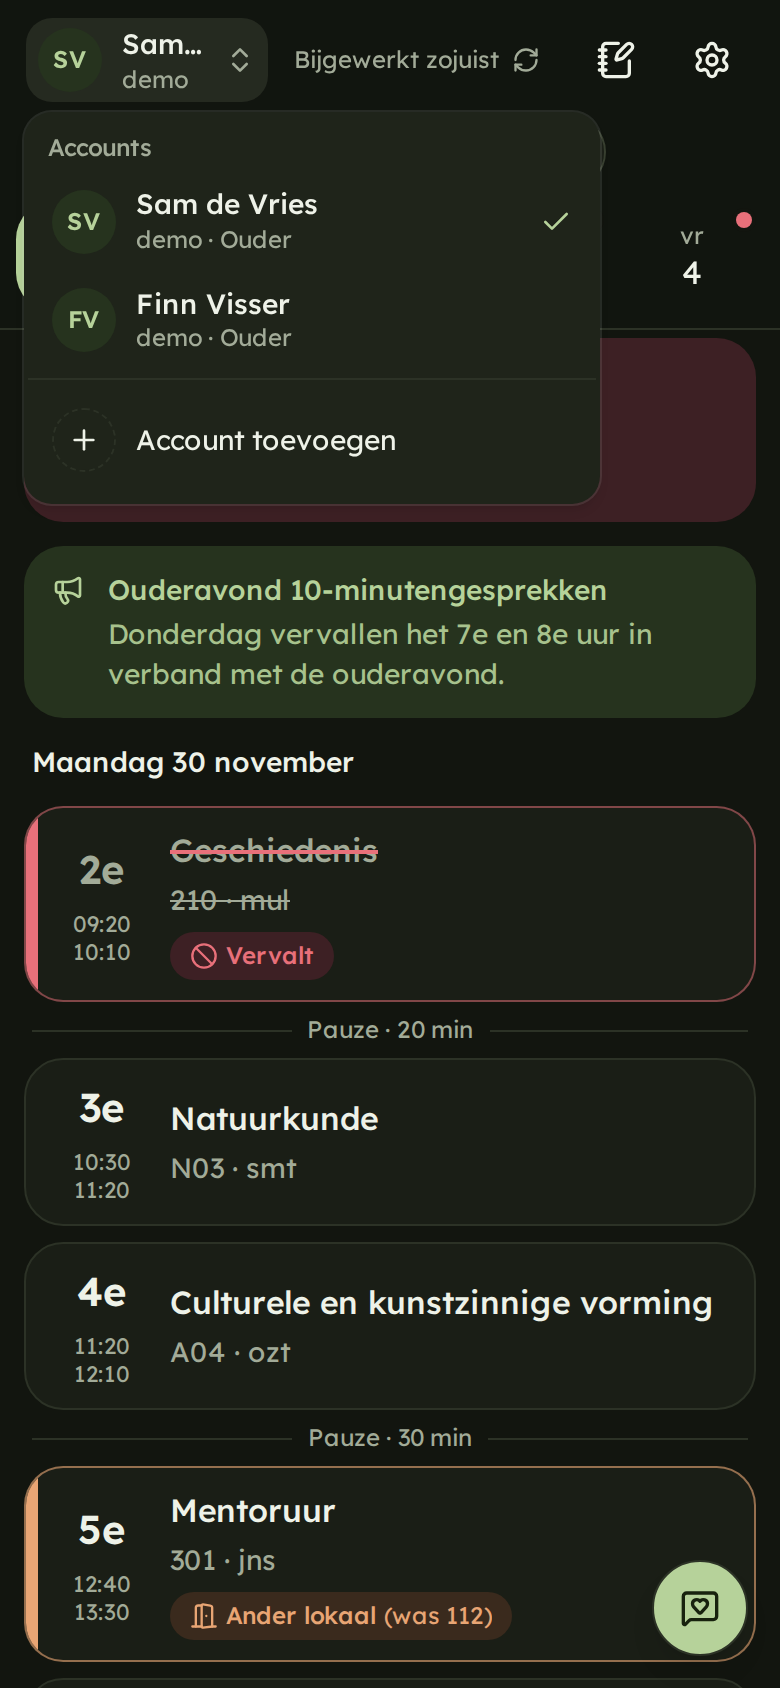 SV
Sam...
demo
Bijgewerkt zojuist
Accounts
SV
Sam de Vries
demo · Ouder
FV
Finn Visser
demo · Ouder
Account toevoegen
vr
4
Ouderavond 10-minutengesprekken
Donderdag vervallen het 7e en 8e uur in
verband met de ouderavond.
Maandag 30 november
2e
09:20
10:10
Geschiedenis
210 · mul
Vervalt
Pauze · 20 min
3e
10:30
11:20
Natuurkunde
N03 · smt
4e
11:20
12:10
Culturele en kunstzinnige vorming
A04 · ozt
Pauze · 30 min
5e
12:40
13:30
Mentoruur
301 · jns
Ander lokaal (was 112)